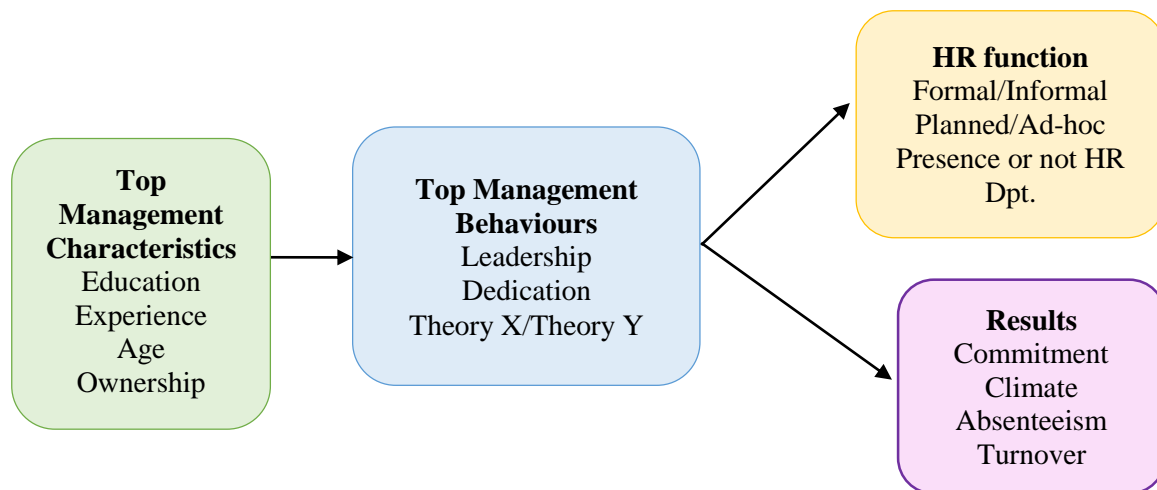 Top
Management
Characteristics
Education
Experience
Age
Ownership
Top Management
Behaviours
Leadership
Dedication
Theory X/Theory Y
HR function
Formal/Informal
Planned/Ad-hoc
Presence or not HR
Dpt.
Results
Commitment
Climate
Absenteeism
Turnover